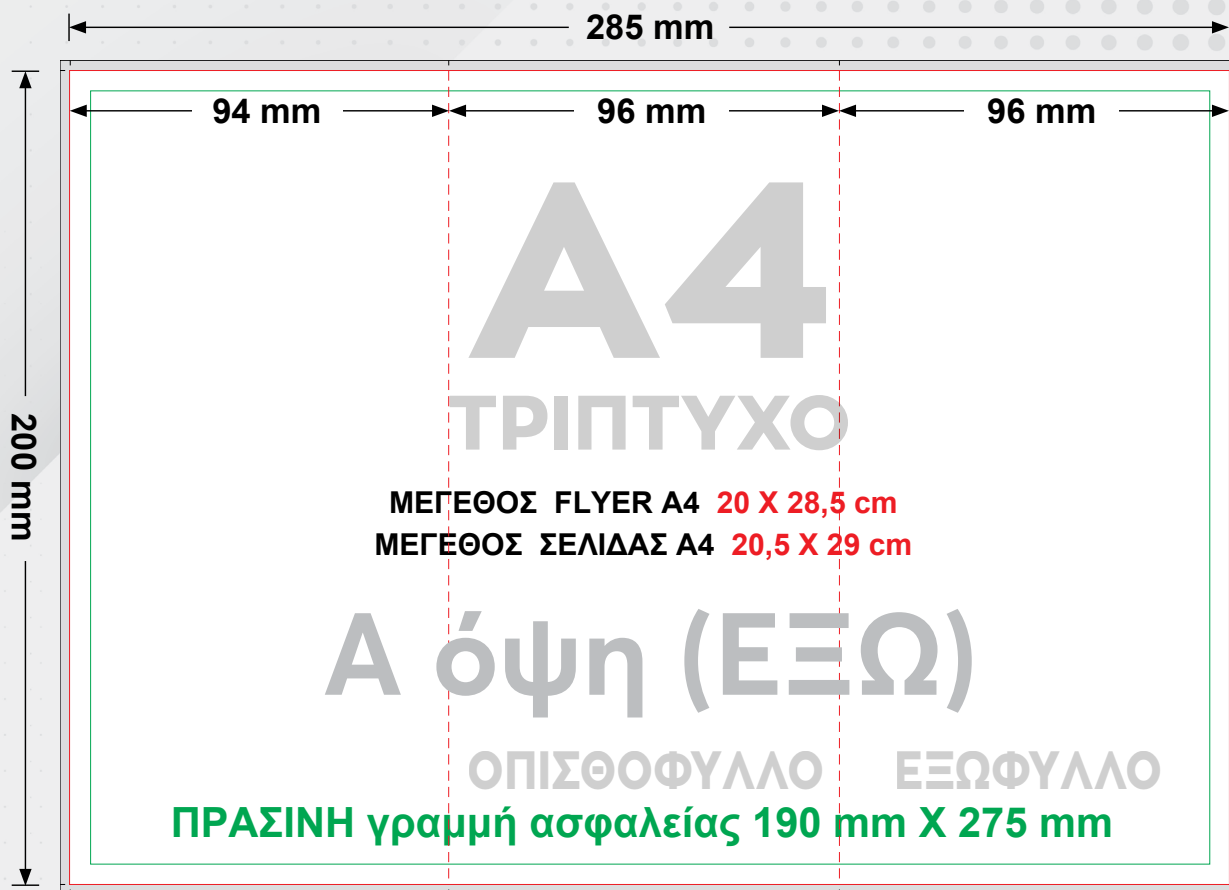 285 mm
94 mm 96 mm 96 mm
200 mm
A4
ΤΡΙΠΤΥΧΟ
ΜΕΓΕΘΟΣ FLYER A4 20 X 28,5 cm
ΜΕΓΕΘΟΣ ΣΕΛΙΔΑΣ A4 20,5 X 29 cm
Α όψη (ΕΞΩ)
ΟΠΙΣΘΟΦΥΛΛΟ ΕΞΩΦΥΛΛΟ
ΠΡΑΣΙΝΗ γραμμή ασφαλείας 190 mm X 275 mm